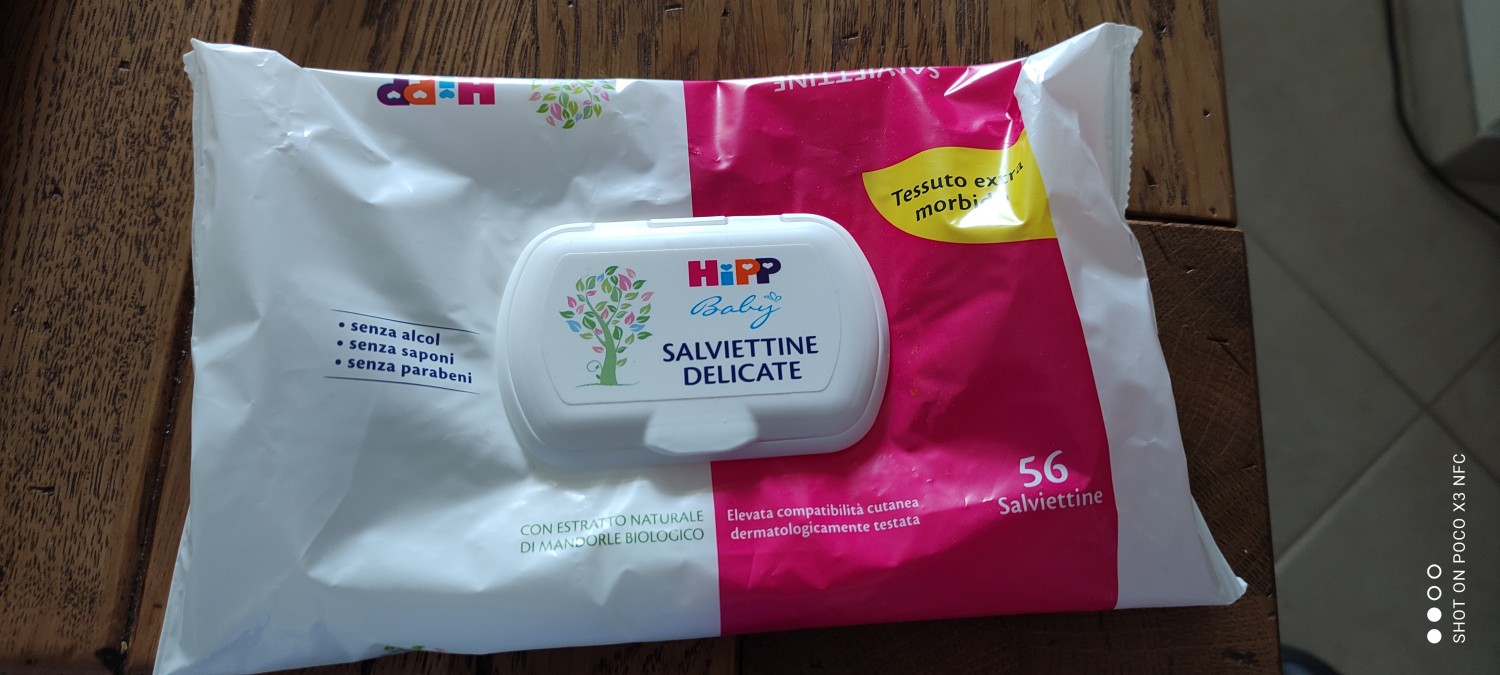 HiPP
SALVIETTINE
Tessuto extra
morbido
HiPP
Baby
SALVIETTINE
DELICATE
• senza alcol
• senza saponi
• senza parabeni
56
Salviettine
CON ESTRATTO NATURALE
DI MANDORLE BIOLOGICO
Elevata compatibilità cutanea
dermatologicamente testata
SHOT ON POCO X3 NFC